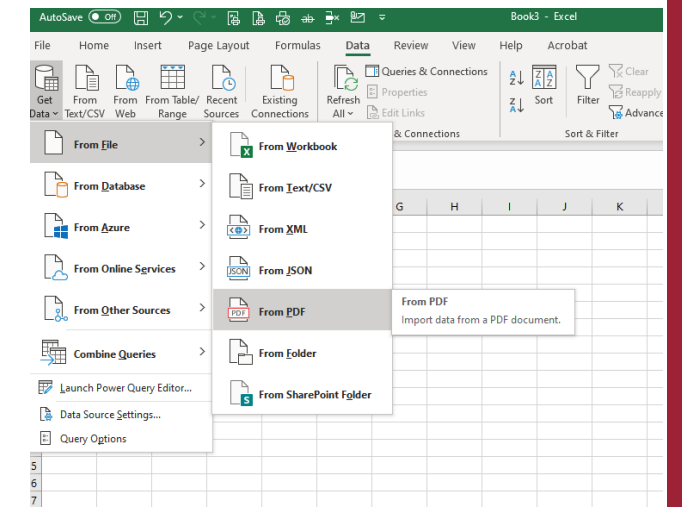 AutoSave Off Book3 - Excel
File Home Insert Page Layout Formulas Data Review View Help Acrobat
Get Data From Text/CSV From Web From Table/ Range Recent Sources Existing Connections Refresh All
Queries & Connections
Properties
Edit Links
& Connections
Sort Filter
Clear
Reapply
Advance
Sort & Filter
From File
From Database
From Azure
From Online Services
From Other Sources
Combine Queries
Launch Power Query Editor...
Data Source Settings...
Query Options
From Workbook
From Text/CSV
From XML
JSON From JSON
PDF From PDF
From Folder
From SharePoint Folder
From PDF
Import data from a PDF document.
G H I J K
5
6
7